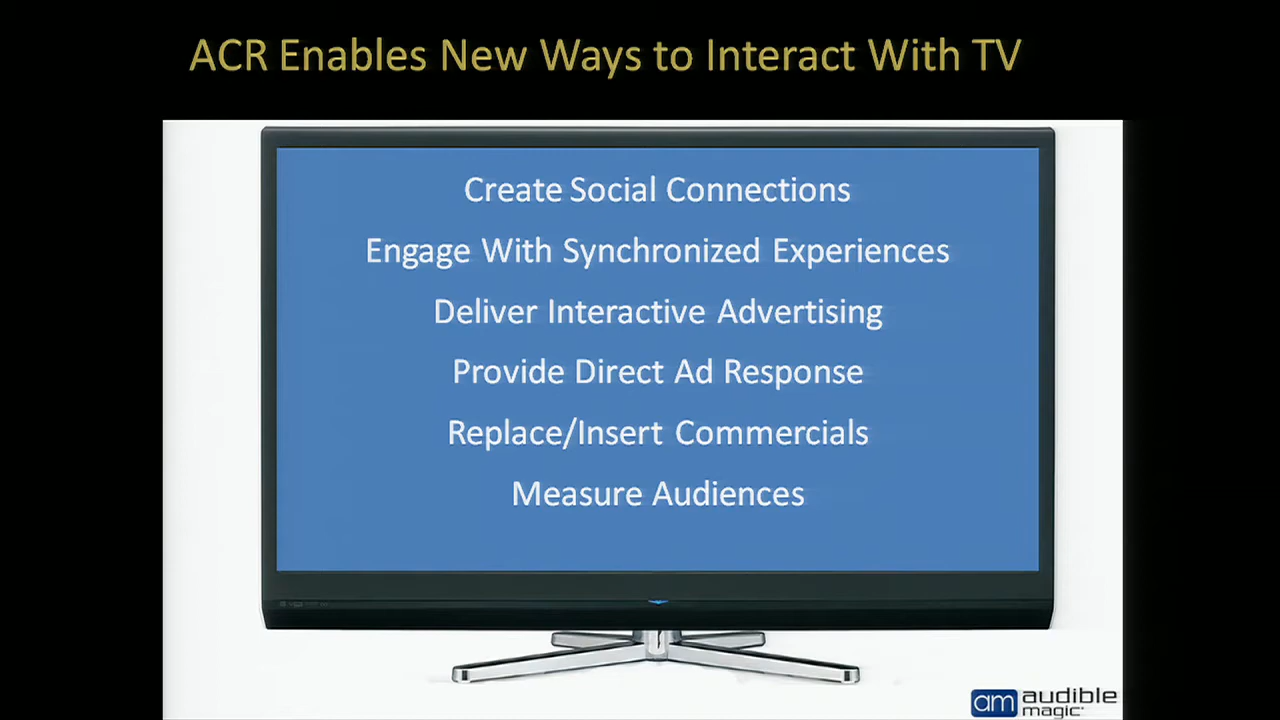 ACR Enables New Ways to Interact With TV
Create Social Connections
Engage With Synchronized Experiences
Deliver Interactive Advertising
Provide Direct Ad Response
Replace/Insert Commercials
Measure Audiences
am audible
magic